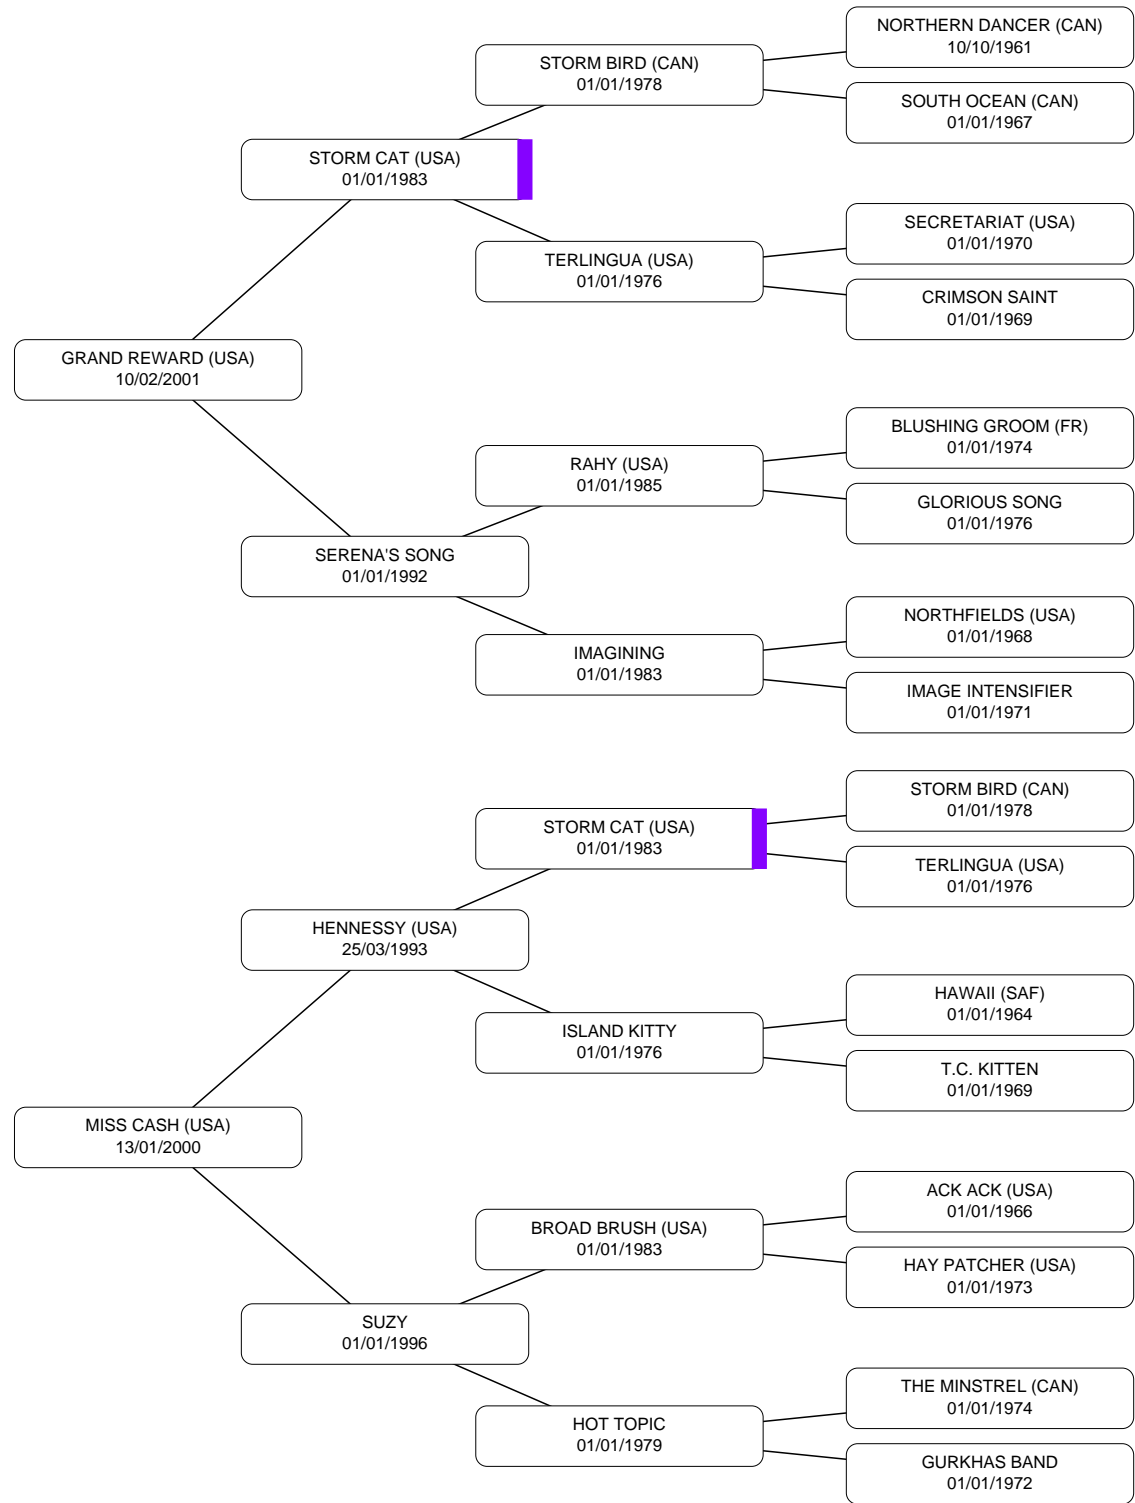 NORTHERN DANCER (CAN)
10/10/1961
STORM BIRD (CAN)
01/01/1978
SOUTH OCEAN (CAN)
01/01/1967
STORM CAT (USA)
01/01/1983
SECRETARIAT (USA)
01/01/1970
TERLINGUA (USA)
01/01/1976
CRIMSON SAINT
01/01/1969
GRAND REWARD (USA)
10/02/2001
BLUSHING GROOM (FR)
01/01/1974
RAHY (USA)
01/01/1985
GLORIOUS SONG
01/01/1976
SERENA'S SONG
01/01/1992
NORTHFIELDS (USA)
01/01/1968
IMAGINING
01/01/1983
IMAGE INTENSIFIER
01/01/1971
STORM BIRD (CAN)
01/01/1978
STORM CAT (USA)
01/01/1983
TERLINGUA (USA)
01/01/1976
HENNESSY (USA)
25/03/1993
HAWAII (SAF)
01/01/1964
ISLAND KITTY
01/01/1976
T.C. KITTEN
01/01/1969
MISS CASH (USA)
13/01/2000
ACK ACK (USA)
01/01/1966
BROAD BRUSH (USA)
01/01/1983
HAY PATCHER (USA)
01/01/1973
SUZY
01/01/1996
THE MINSTREL (CAN)
01/01/1974
HOT TOPIC
01/01/1979
GURKHAS BAND
01/01/1972